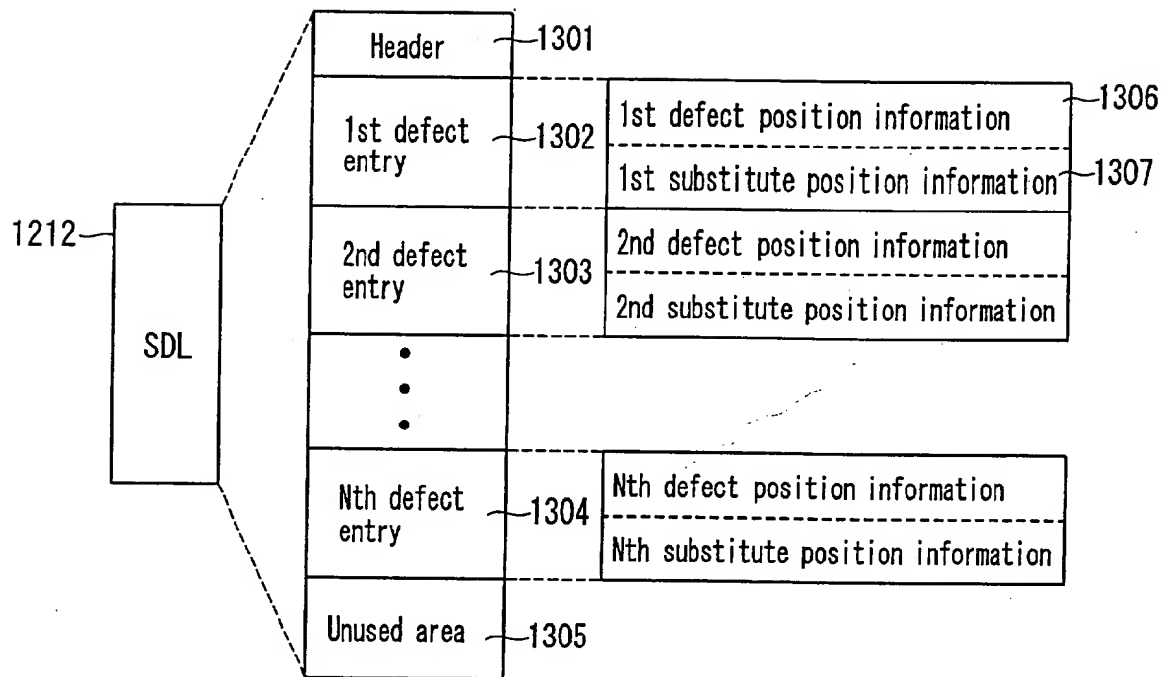 Header
1301
1306
1st defect
entry
1302
1st defect position information
1st substitute position information
1307
1212
SDL
2nd defect
entry
1303
2nd defect position information
2nd substitute position information
Nth defect
entry
1304
Nth defect position information
Nth substitute position information
Unused area
1305